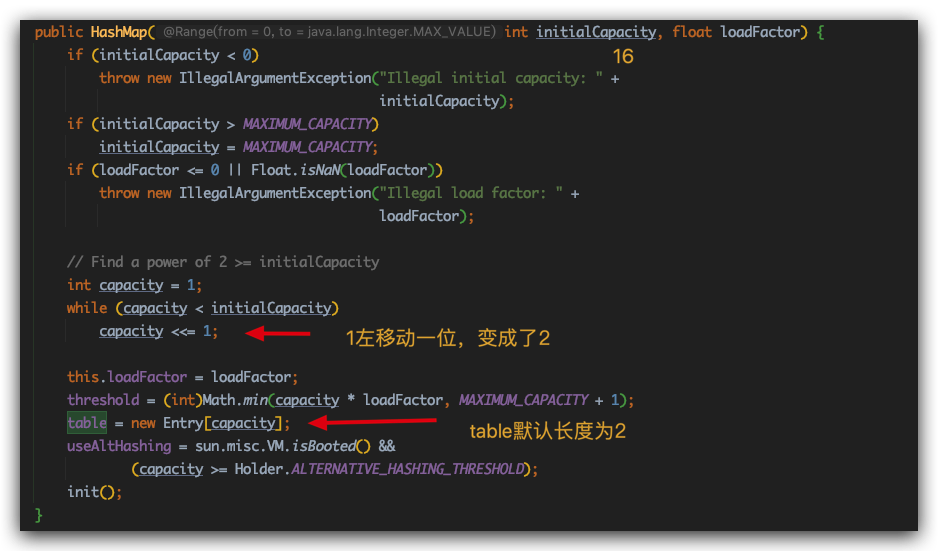 public HashMap( @Range(from = 0, to = java.lang.Integer.MAX_VALUE) int initialCapacity, float loadFactor) {
if (initialCapacity < 0)
16
throw new IllegalArgumentException("Illegal initial capacity: " +
initialCapacity);
if (initialCapacity > MAXIMUM_CAPACITY)
initialCapacity = MAXIMUM_CAPACITY;
if (loadFactor <= 0 || Float.isNaN(loadFactor))
throw new IllegalArgumentException("Illegal load factor: " +
loadFactor);
// Find a power of 2 >= initialCapacity
int capacity = 1;
while (capacity < initialCapacity)
capacity <<= 1;
1左移动一位，变成了2
this.loadFactor = loadFactor;
threshold = (int)Math.min(capacity * loadFactor, MAXIMUM_CAPACITY + 1);
table = new Entry[capacity];
table默认长度为2
useAltHashing = sun.misc.VM.isBooted() &&
(capacity >= Holder.ALTERNATIVE_HASHING_THRESHOLD);
init();
}